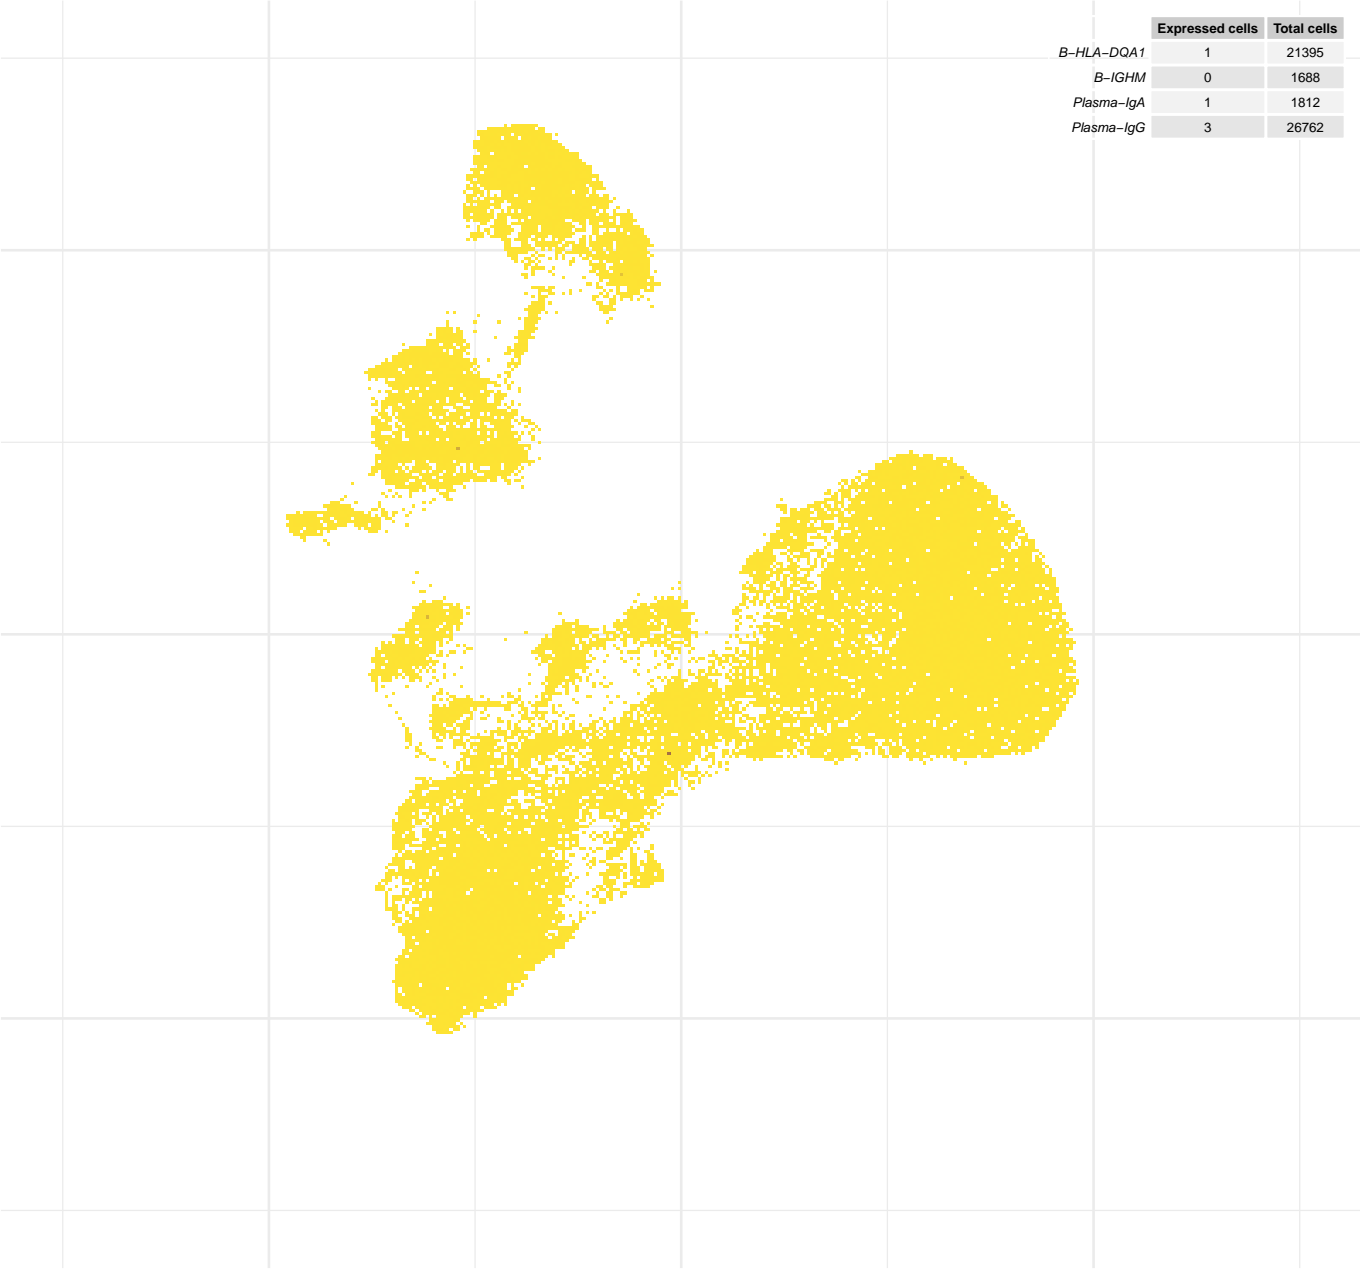 Expressed cells Total cells
B−HLA−DQA1 1 21395
B−IGHM 0 1688
Plasma−IgA 1 1812
Plasma−IgG 3 26762